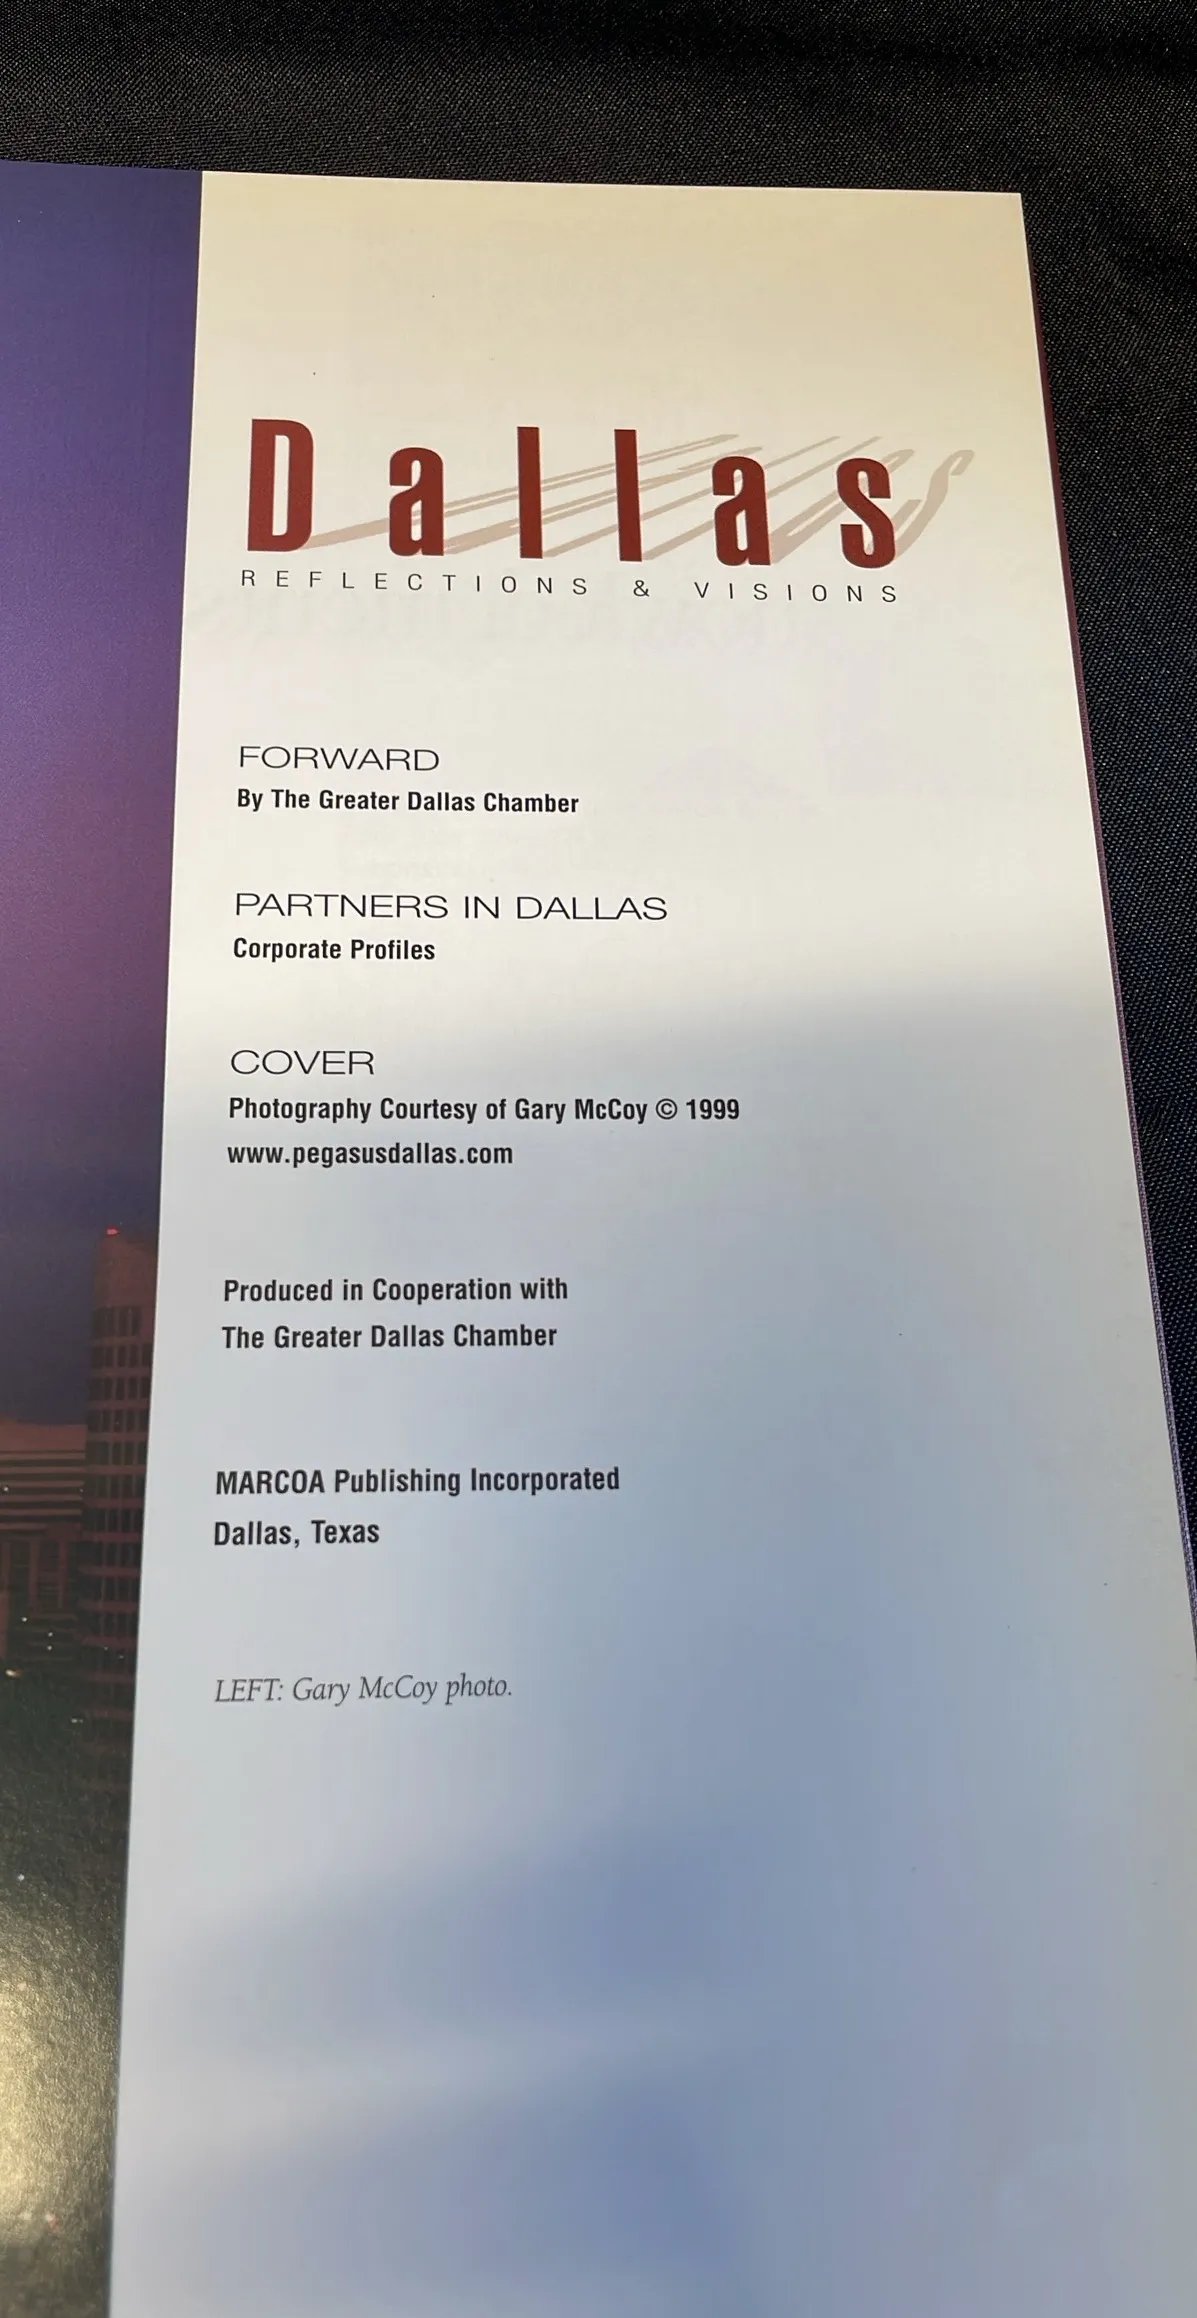 Dallas
REFLECTIONS & VISIONS
FORWARD
By The Greater Dallas Chamber
PARTNERS IN DALLAS
Corporate Profiles
COVER
Photography Courtesy of Gary McCoy © 1999
www.pegasusdallas.com
Produced in Cooperation with
The Greater Dallas Chamber
MARCOA Publishing Incorporated
Dallas, Texas
LEFT: Gary McCoy photo.